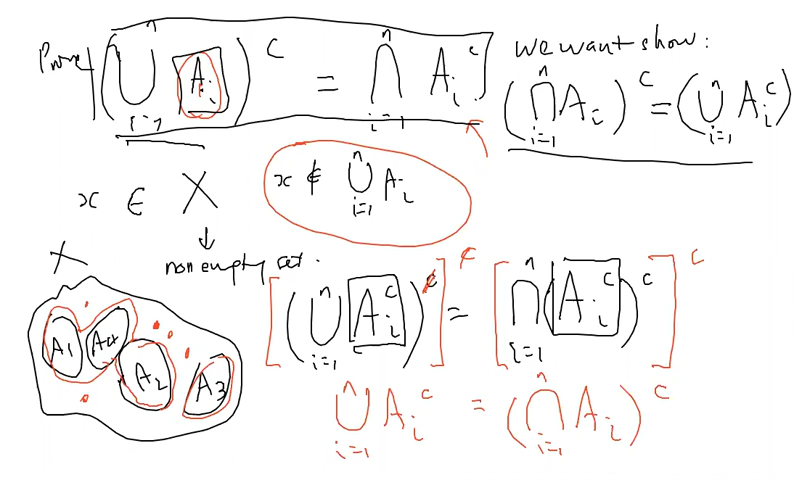 Prove (⋃_{i=1}^{n} A_i)^c = ⋂_{i=1}^{n} A_i^c
we want show:
(⋂_{i=1}^{n} A_i)^c = (⋃_{i=1}^{n} A_i^c)
x ∈ X
x ∉ ⋃_{i=1}^{n} A_i
↓
non empty set.
X
[(⋃_{i=1}^{n} A_i^c)^c]^c = [⋂_{i=1}^{n} (A_i^c)^c]^c
A1 A4 A2 A3
⋃_{i=1}^{n} A_i^c = (⋂_{i=1}^{n} A_i)^c